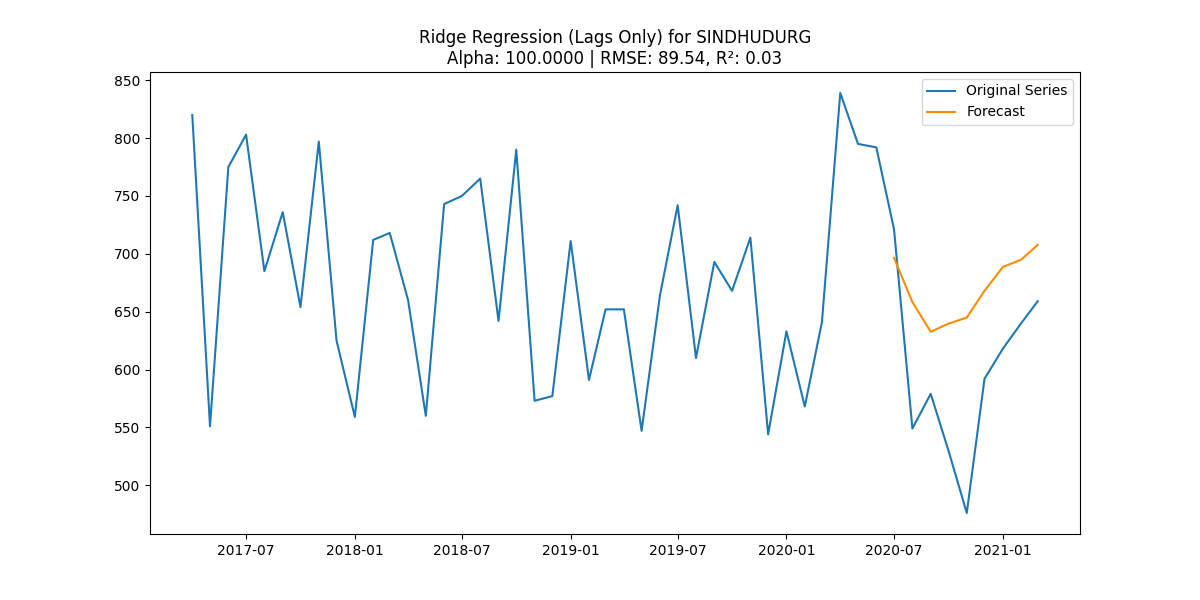 Ridge Regression (Lags Only) for SINDHUDURG
Alpha: 100.0000 | RMSE: 89.54, R²: 0.03
Original Series
Forecast
850
800
750
700
650
600
550
500
2017-07 2018-01 2018-07 2019-01 2019-07 2020-01 2020-07 2021-01